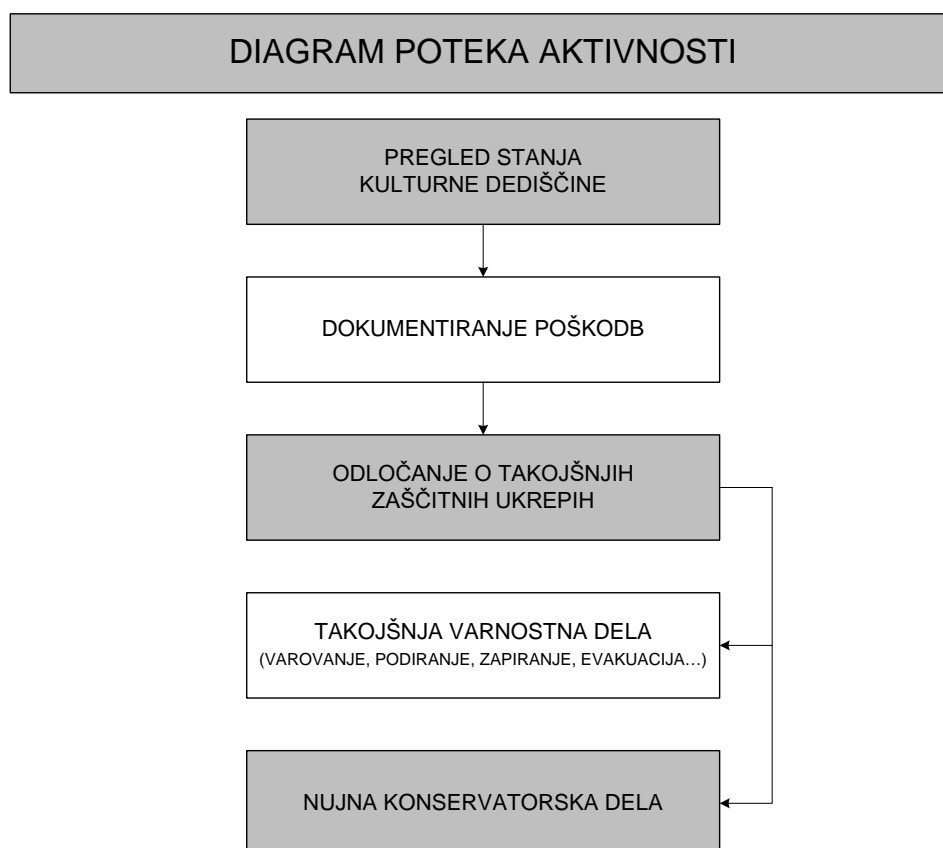 DIAGRAM POTEKA AKTIVNOSTI
PREGLED STANJA
KULTURNE DEDIŠČINE
DOKUMENTIRANJE POŠKODB
ODLOČANJE O TAKOJŠNJIH
ZAŠČITNIH UKREPIH
TAKOJŠNJA VARNOSTNA DELA
(VAROVANJE, PODIRANJE, ZAPIRANJE, EVAKUACIJA…)
NUJNA KONSERVATORSKA DELA